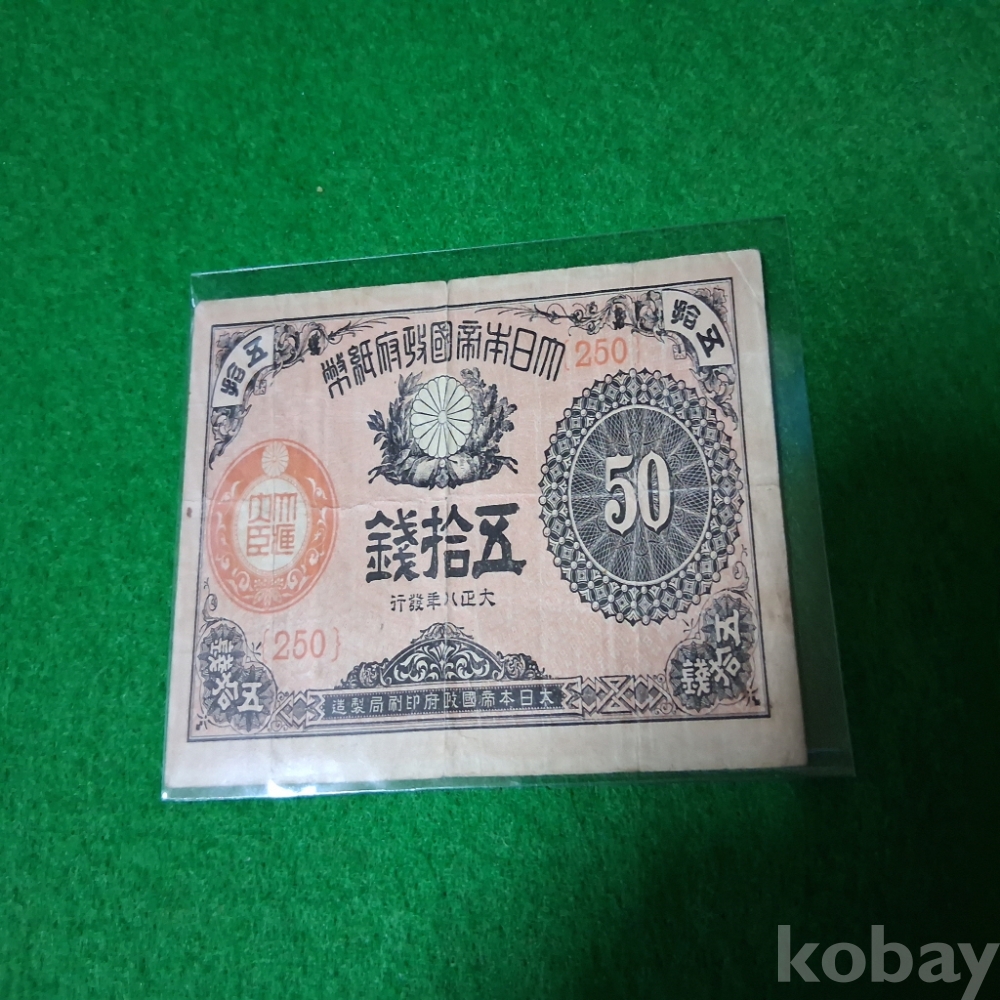 大日本帝國政府紙幣
五拾
五拾
{250}
大藏大臣
50
五拾錢
大正八年發行
{250}
五拾錢
五拾錢
大日本帝國政府印刷局製造
kobay